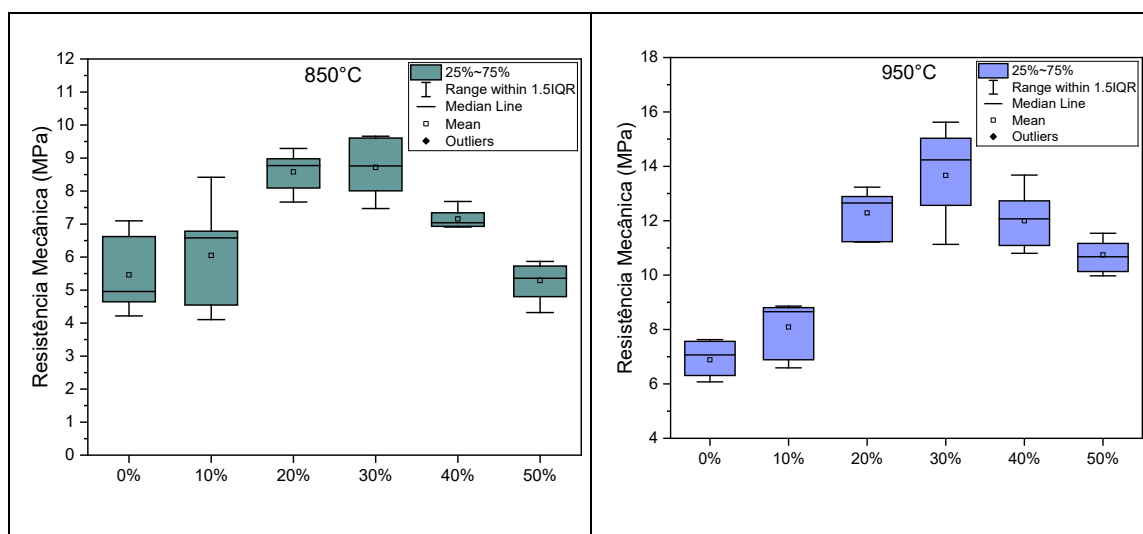 850°C
25%~75%
Range within 1.5IQR
Median Line
Mean
Outliers
Resistência Mecânica (MPa)
12
11
10
9
8
7
6
5
4
3
2
1
0
0% 10% 20% 30% 40% 50%
950°C
25%~75%
Range within 1.5IQR
Median Line
Mean
Outliers
Resistência Mecânica (MPa)
18
16
14
12
10
8
6
4
0% 10% 20% 30% 40% 50%